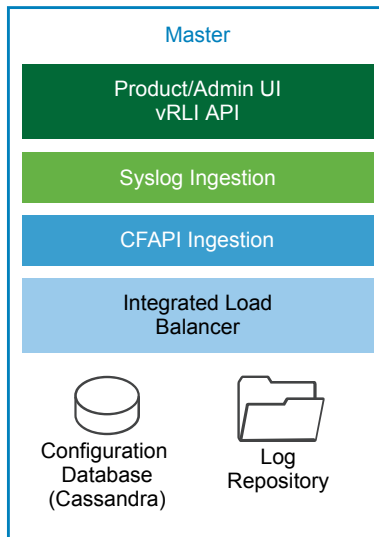 Master
Product/Admin UI
vRLI API
Syslog Ingestion
CFAPI Ingestion
Integrated Load
Balancer
Configuration
Database
(Cassandra)
Log
Repository